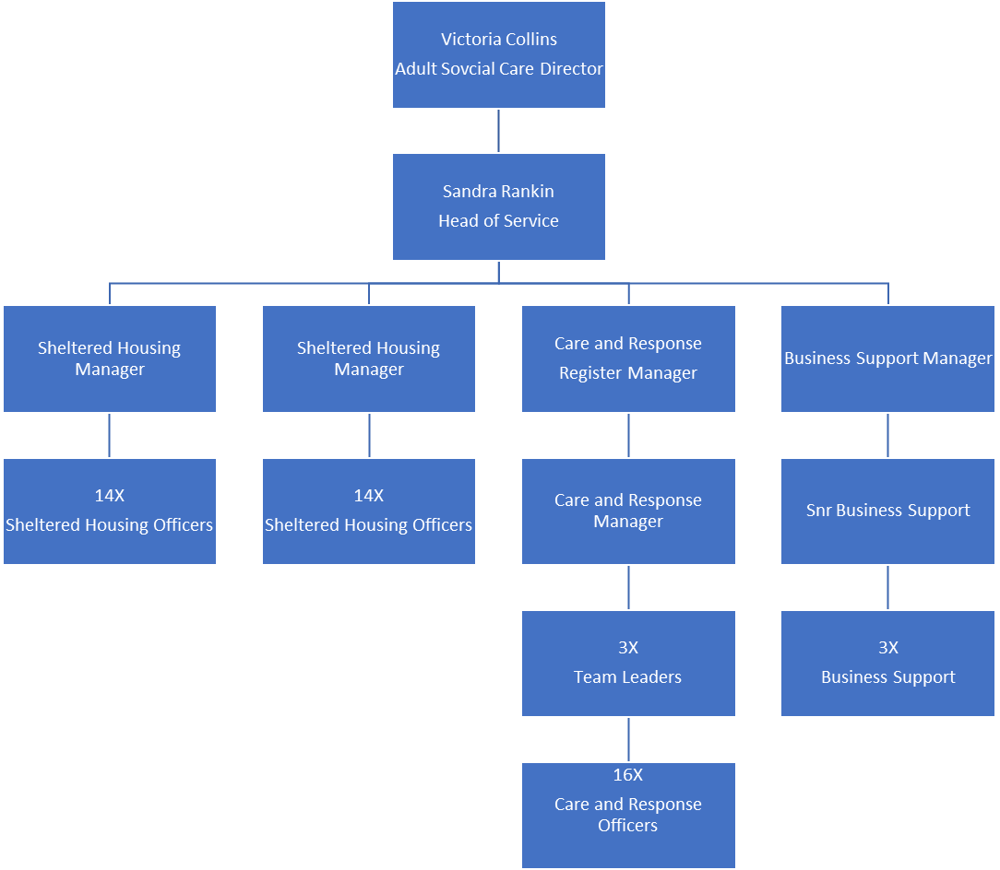 Victoria Collins
Adult Sovcial Care Director
Sandra Rankin
Head of Service
Sheltered Housing
Manager
Sheltered Housing
Manager
Care and Response
Register Manager
Business Support Manager
14X
Sheltered Housing Officers
14X
Sheltered Housing Officers
Care and Response
Manager
Snr Business Support
3X
Team Leaders
3X
Business Support
16X
Care and Response
Officers